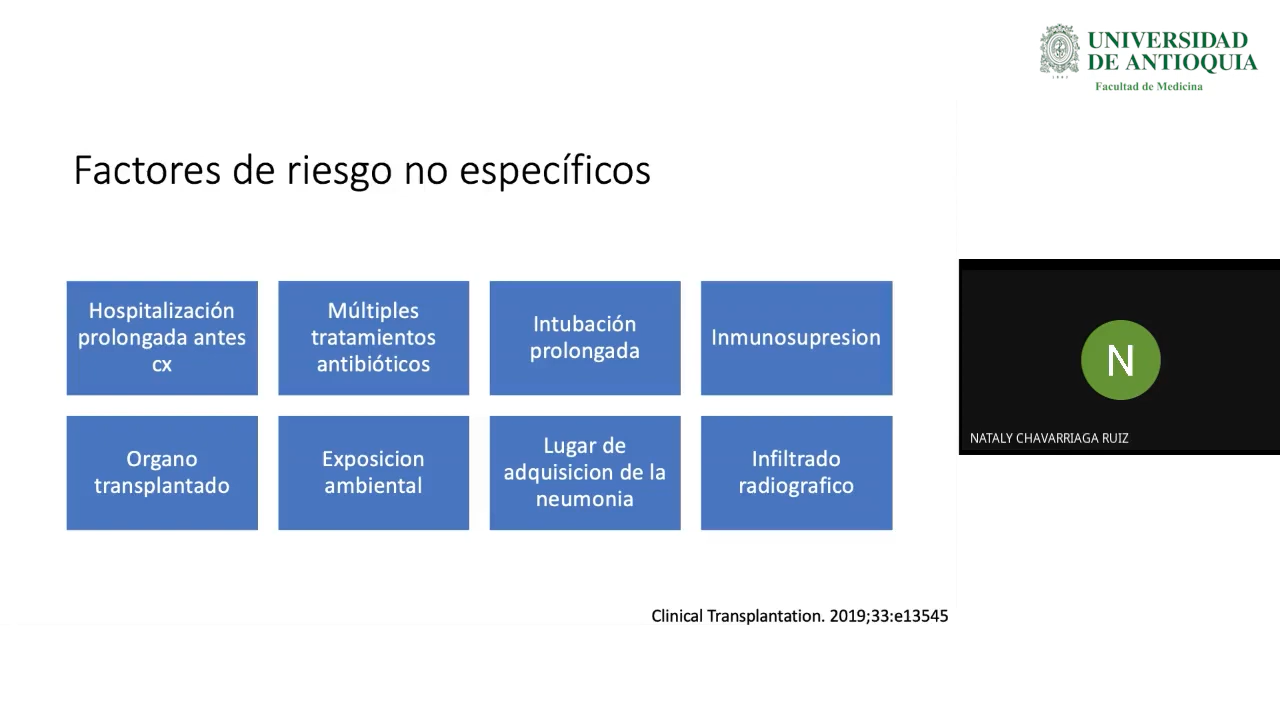 UNIVERSIDAD
DE ANTIOQUIA
Facultad de Medicina
Factores de riesgo no específicos
Hospitalización
prolongada antes
cx
Múltiples
tratamientos
antibióticos
Intubación
prolongada
Inmunosupresion
Organo
transplantado
Exposicion
ambiental
Lugar de
adquisicion de la
neumonia
Infiltrado
radiografico
N
NATALY CHAVARRIAGA RUIZ
Clinical Transplantation. 2019;33:e13545